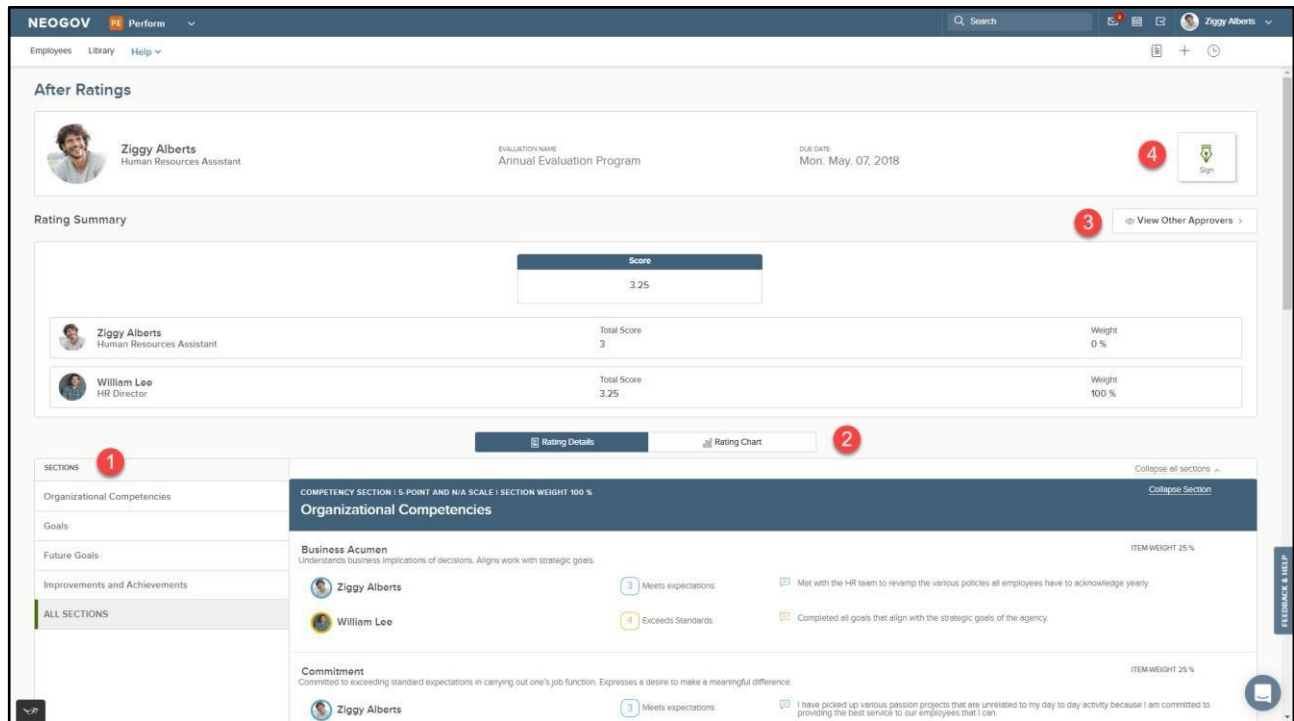 NEOGOV PE Perform
Search
9
Ziggy Alberts
Employees Library Help
After Ratings
Ziggy Alberts
Human Resources Assistant
EVALUATION NAME
Annual Evaluation Program
DUE DATE
Mon. May. 07, 2018
4
Sign
Rating Summary
3
View Other Approvers >
Score
3.25
Ziggy Alberts
Human Resources Assistant
Total Score
3
Weight
0 %
William Lee
HR Director
Total Score
3.25
Weight
100 %
Rating Details
Rating Chart
2
SECTIONS
1
Collapse all sections
Organizational Competencies
Goals
Future Goals
Improvements and Achievements
ALL SECTIONS
COMPETENCY SECTION | 5-POINT AND N/A SCALE | SECTION WEIGHT 100 %
Collapse Section
Organizational Competencies
Business Acumen
ITEM-WEIGHT 25 %
Understands business implications of decisions. Aligns work with strategic goals.
Ziggy Alberts
3 Meets expectations
Met with the HR team to revamp the various policies all employees have to acknowledge yearly.
William Lee
4 Exceeds Standards
Completed all goals that align with the strategic goals of the agency.
Commitment
ITEM-WEIGHT 25 %
Committed to exceeding standard expectations in carrying out one's job function. Expresses a desire to make a meaningful difference.
Ziggy Alberts
3 Meets expectations
I have picked up various passion projects that are unrelated to my day to day activity because I am committed to
providing the best service to our employees that I can.
FEEDBACK & HELP